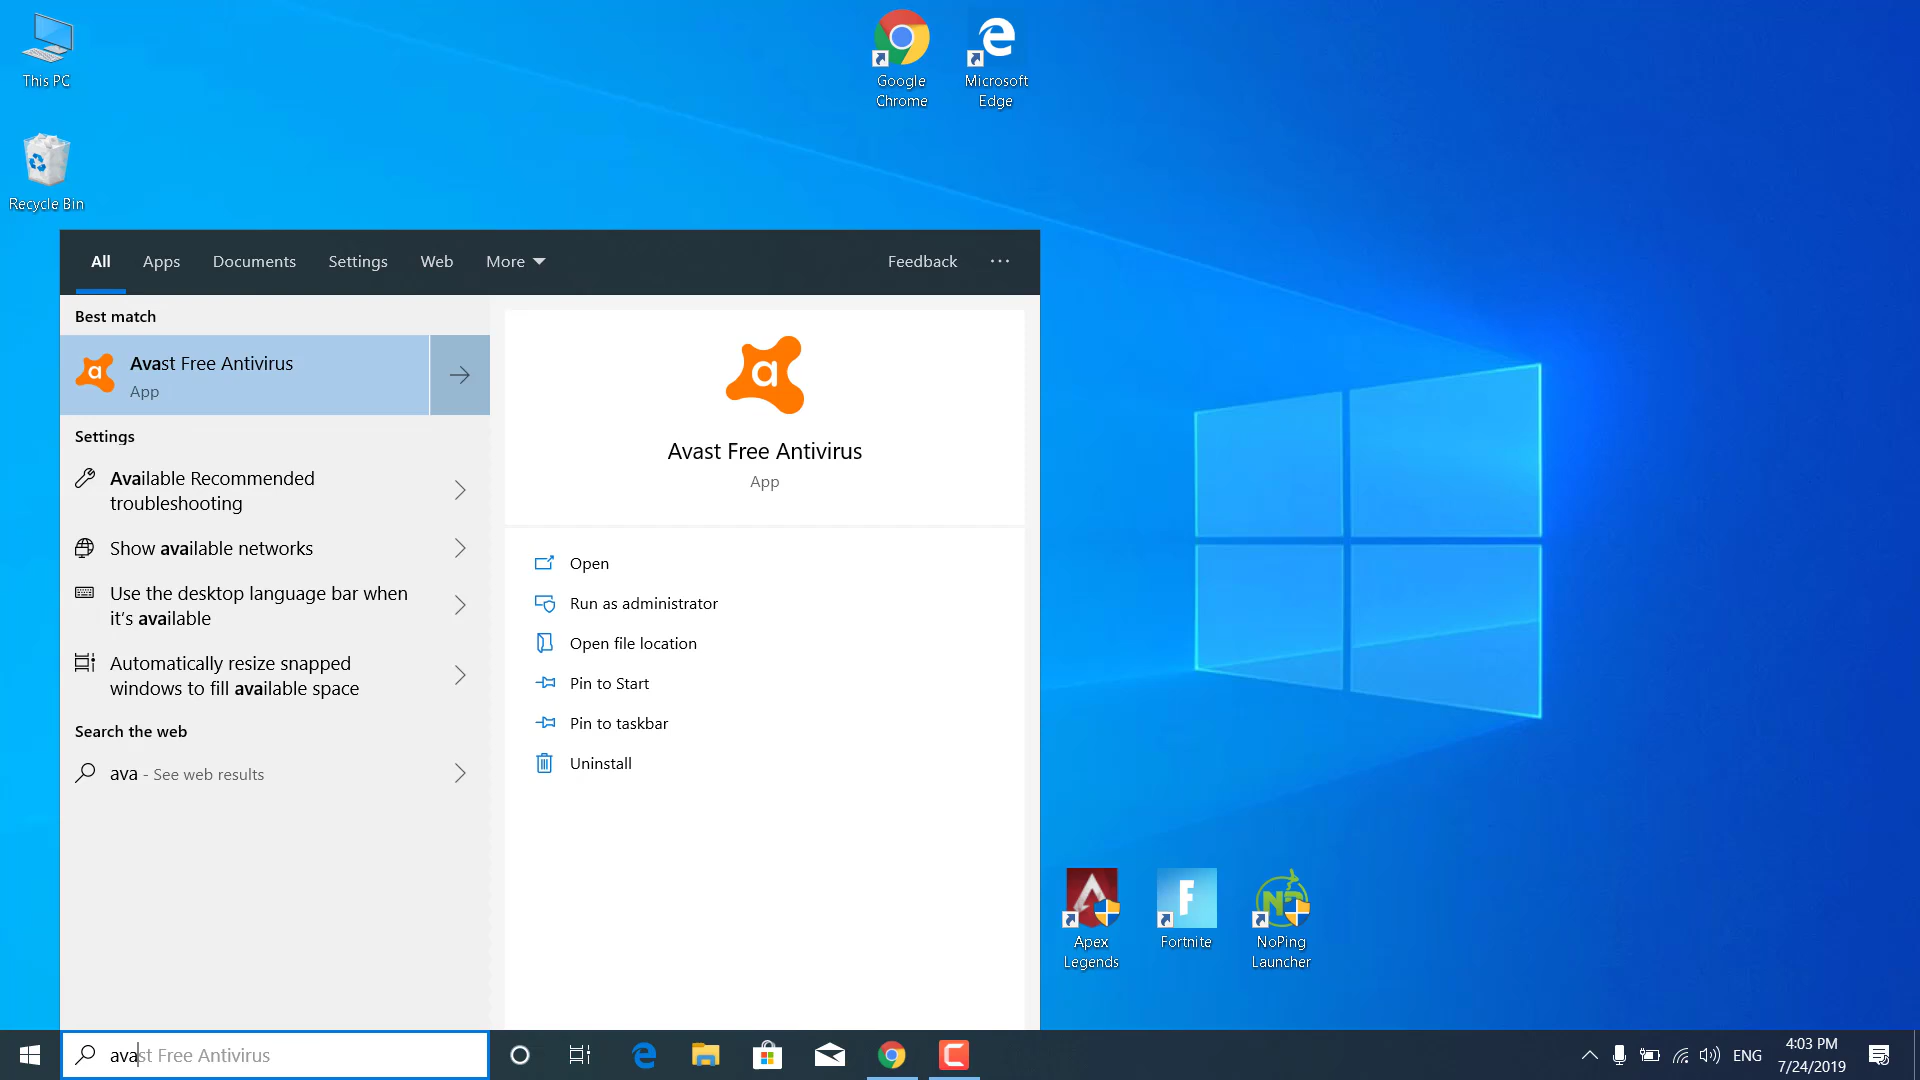 This PC
Recycle Bin
Google
Chrome
Microsoft
Edge
All Apps Documents Settings Web More Feedback ...
Best match
Avast Free Antivirus
App
Settings
Available Recommended
troubleshooting
Show available networks
Use the desktop language bar when
it's available
Automatically resize snapped
windows to fill available space
Search the web
ava - See web results
a
Avast Free Antivirus
App
Open
Run as administrator
Open file location
Pin to Start
Pin to taskbar
Uninstall
Apex
Legends
F
Fortnite
NP
NoPing
Launcher
avast Free Antivirus
ENG
4:03 PM
7/24/2019